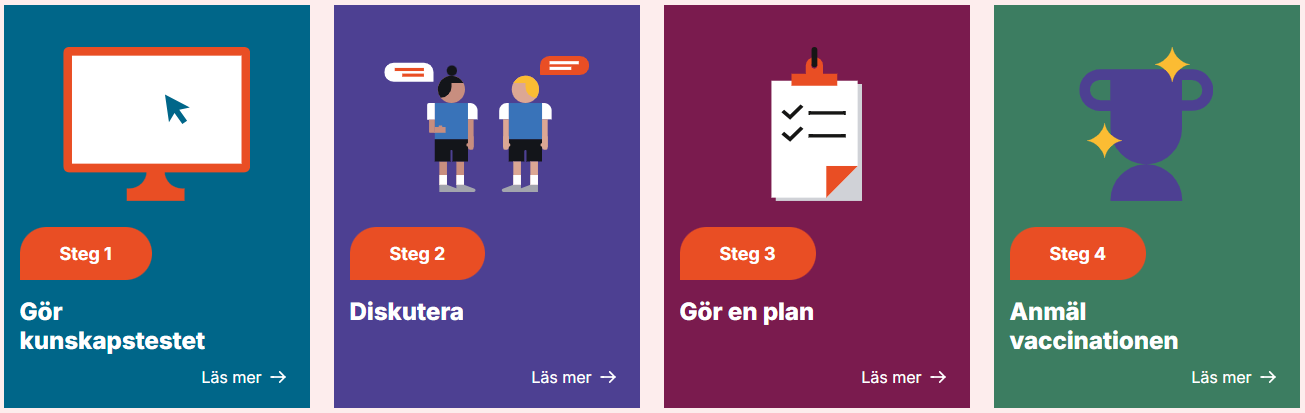 Steg 1
Gör
kunskapstestet
Läs mer
Steg 2
Diskutera
Läs mer
Steg 3
Gör en plan
Läs mer
Steg 4
Anmäl
vaccinationen
Läs mer